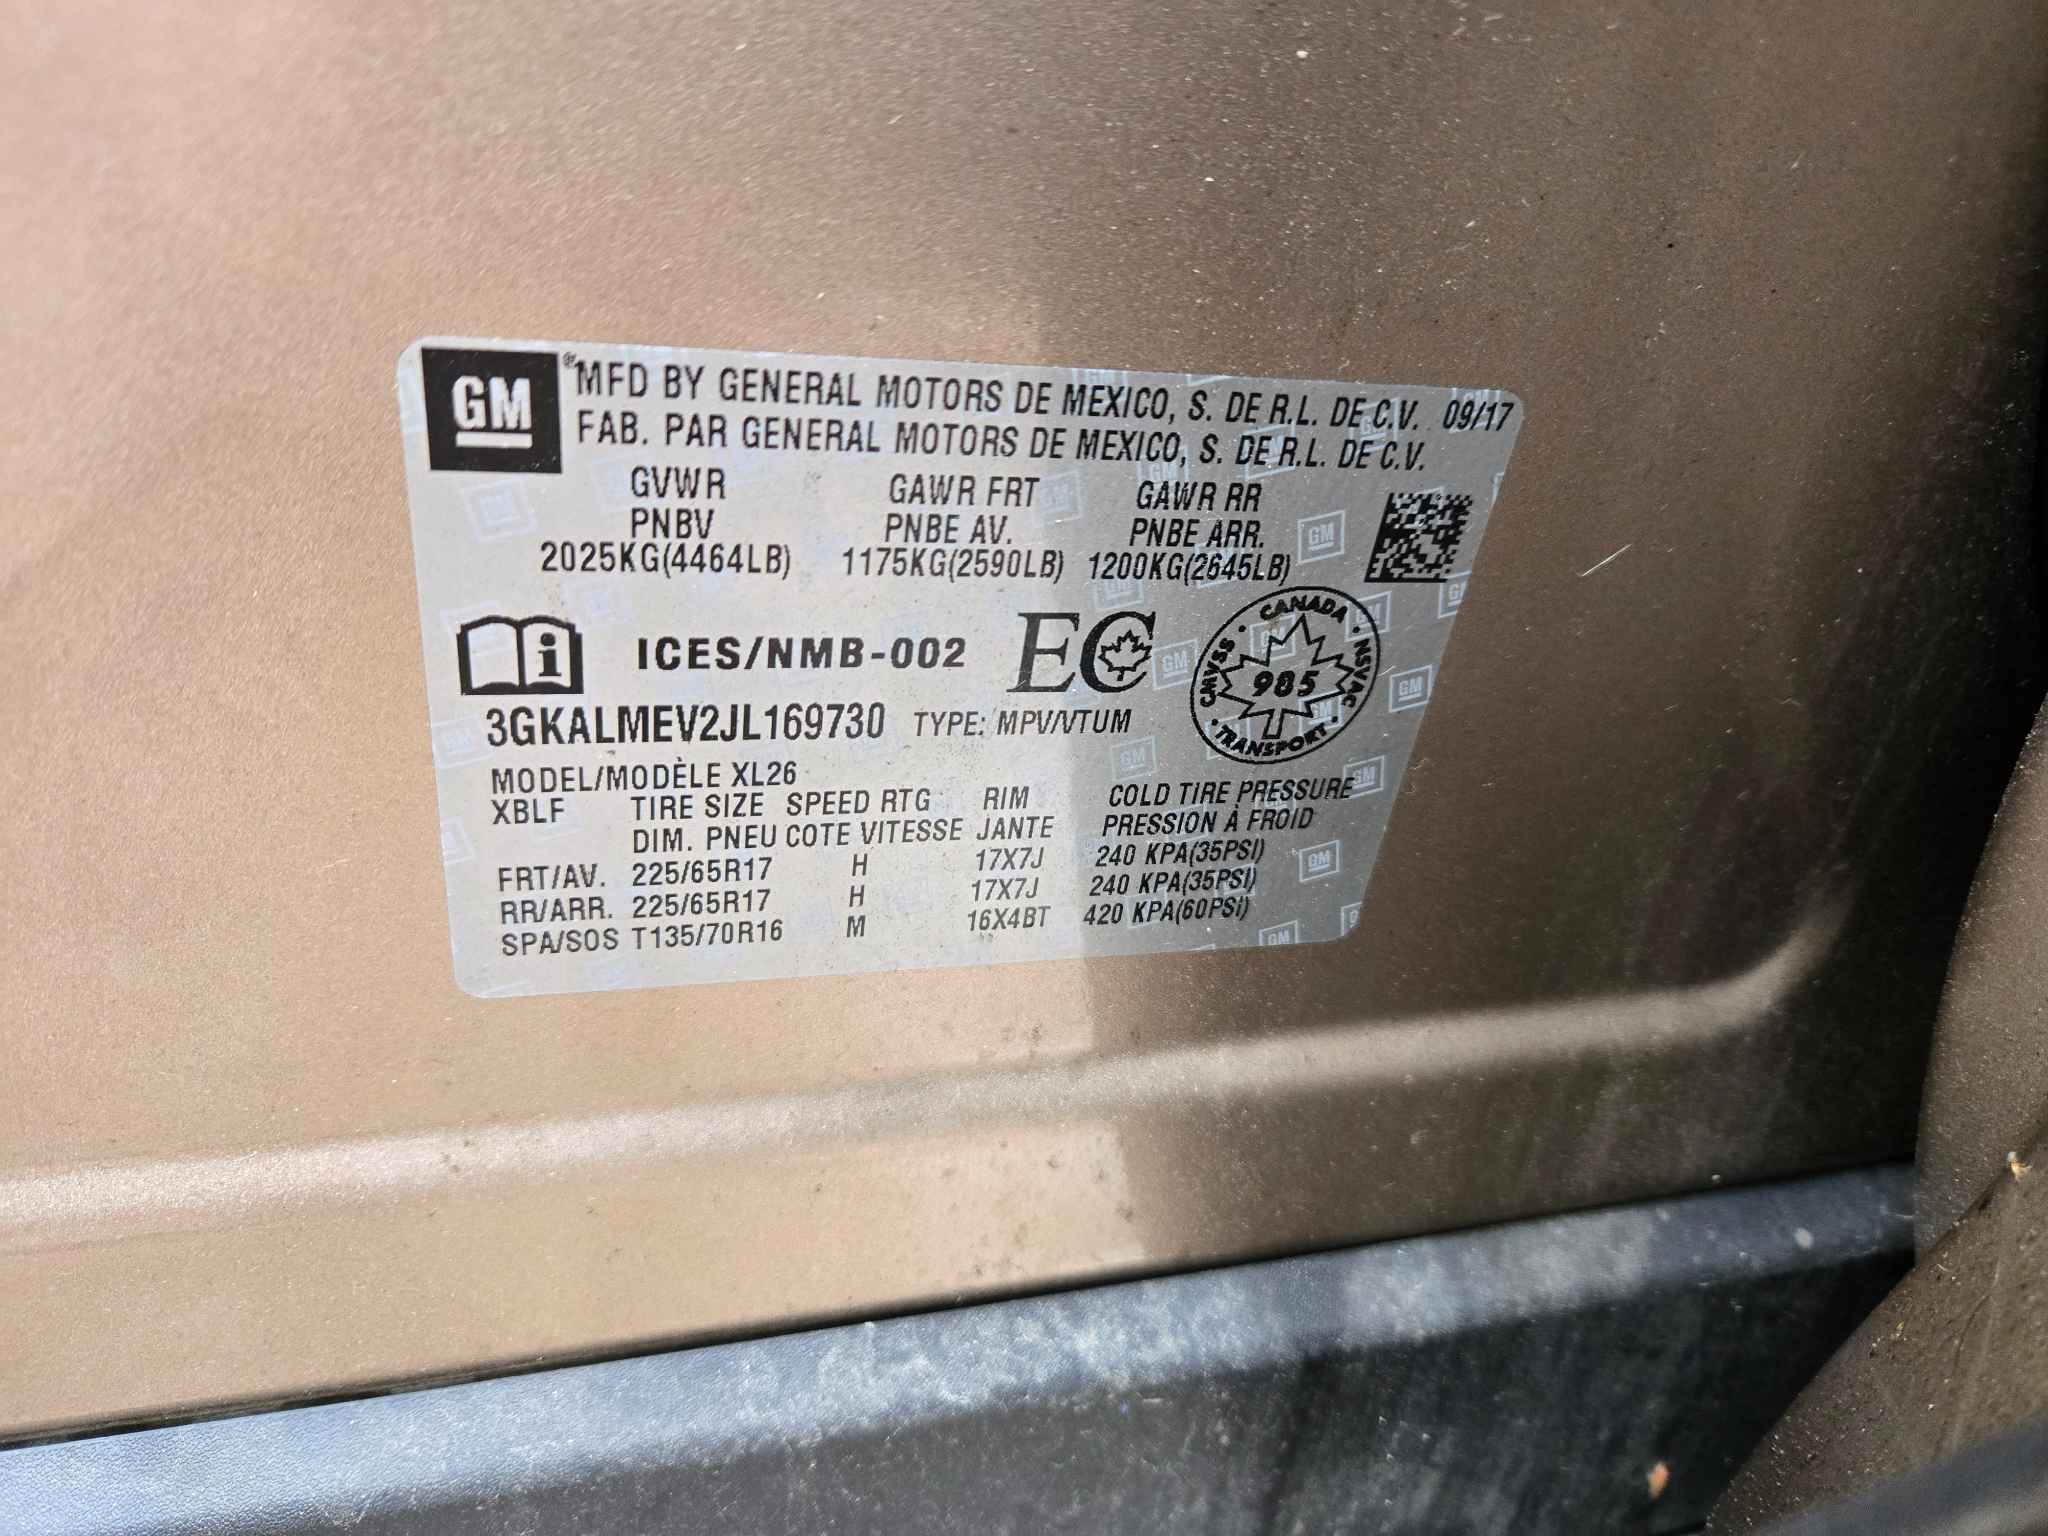 GM ® MFD BY GENERAL MOTORS DE MEXICO, S. DE R.L. DE C.V. 09/17
FAB. PAR GENERAL MOTORS DE MEXICO, S. DE R.L. DE C.V.
GVWR GAWR FRT GAWR RR
PNBV PNBE AV. PNBE ARR.
2025KG(4464LB) 1175KG(2590LB) 1200KG(2645LB)
ICES/NMB-002 EC
CANADA • NSVAC • TRANSPORT • CMVSS •
985
3GKALMEV2JL169730 TYPE: MPV/VTUM
MODEL/MODÈLE XL26
XBLF TIRE SIZE SPEED RTG RIM COLD TIRE PRESSURE
DIM. PNEU COTE VITESSE JANTE PRESSION À FROID
FRT/AV. 225/65R17 H 17X7J 240 KPA(35PSI)
RR/ARR. 225/65R17 H 17X7J 240 KPA(35PSI)
SPA/SOS T135/70R16 M 16X4BT 420 KPA(60PSI)